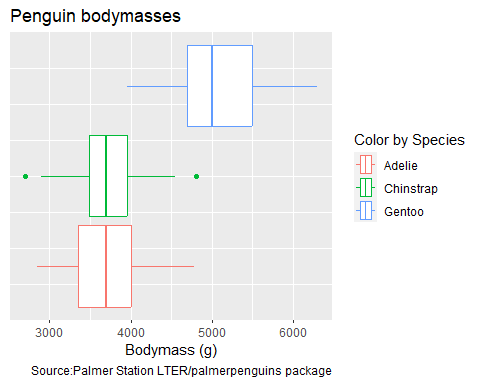 Penguin bodymasses
Color by Species
Adelie
Chinstrap
Gentoo
3000 4000 5000 6000
Bodymass (g)
Source:Palmer Station LTER/palmerpenguins package